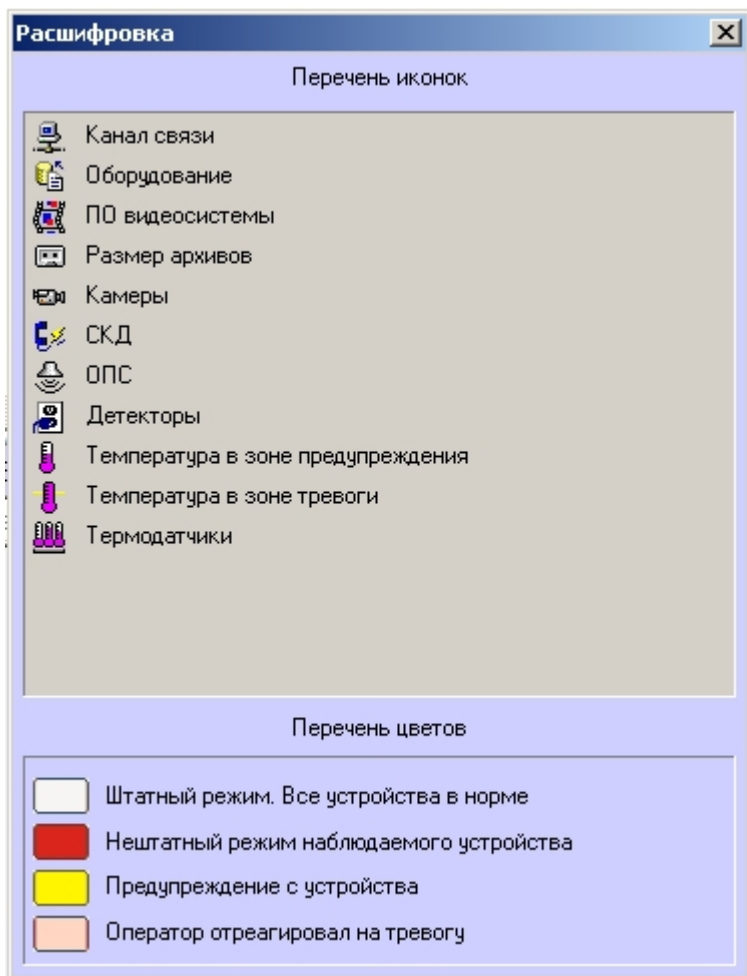 Расшифровка
Перечень иконок
Канал связи
Оборудование
ПО видеосистемы
Размер архивов
Камеры
СКД
ОПС
Детекторы
Температура в зоне предупреждения
Температура в зоне тревоги
Термодатчики
Перечень цветов
Штатный режим. Все устройства в норме
Нештатный режим наблюдаемого устройства
Предупреждение с устройства
Оператор отреагировал на тревогу